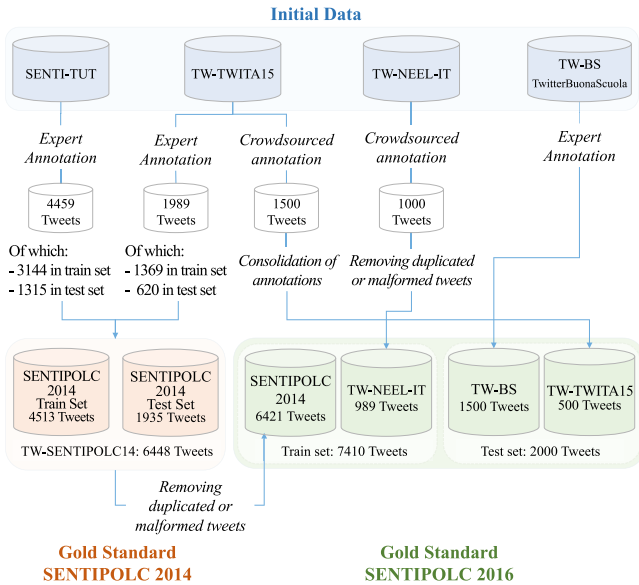 Initial Data
SENTI-TUT
TW-TWITA15
TW-NEEL-IT
TW-BS
TwitterBuonaScuola
Expert
Annotation
Expert
Annotation
Crowdsourced
annotation
Crowdsourced
annotation
Expert
Annotation
4459
Tweets
1989
Tweets
1500
Tweets
1000
Tweets
Of which:
- 3144 in train set
- 1315 in test set
Of which:
- 1369 in train set
- 620 in test set
Consolidation of
annotations
Removing duplicated
or malformed tweets
SENTIPOLC
2014
Train Set
4513 Tweets
SENTIPOLC
2014
Test Set
1935 Tweets
TW-SENTIPOLC14: 6448 Tweets
SENTIPOLC
2014
6421 Tweets
TW-NEEL-IT
989 Tweets
Train set: 7410 Tweets
TW-BS
1500 Tweets
TW-TWITA15
500 Tweets
Test set: 2000 Tweets
Removing
duplicated or
malformed tweets
Gold Standard
SENTIPOLC 2014
Gold Standard
SENTIPOLC 2016